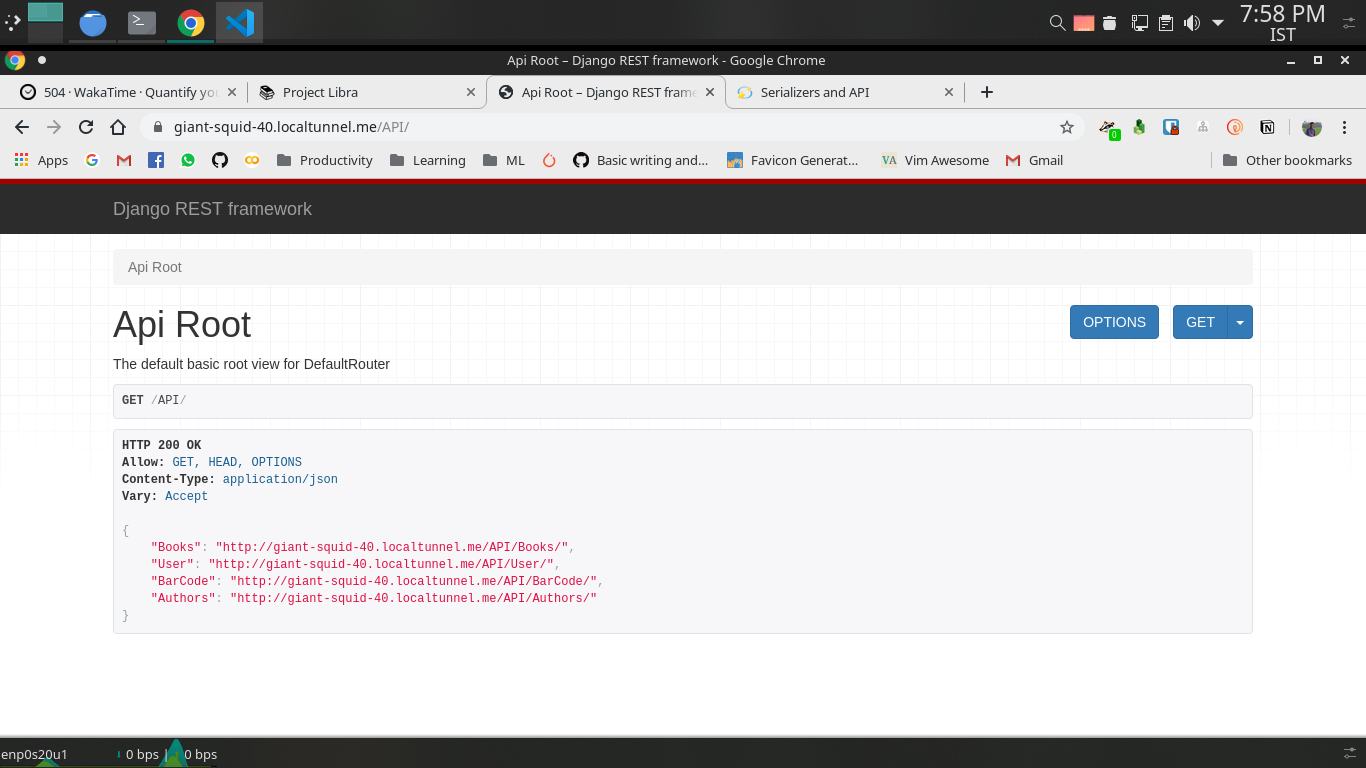 7:58 PM
IST
Api Root – Django REST framework - Google Chrome
504 · WakaTime · Quantify you
Project Libra
Api Root – Django REST frame
Serializers and API
giant-squid-40.localtunnel.me/API/
0
Apps
Productivity
Learning
ML
Basic writing and...
Favicon Generat...
VA Vim Awesome
Gmail
Other bookmarks
Django REST framework
Api Root
Api Root
OPTIONS
GET
The default basic root view for DefaultRouter
GET /API/
HTTP 200 OK
Allow: GET, HEAD, OPTIONS
Content-Type: application/json
Vary: Accept
{
"Books": "http://giant-squid-40.localtunnel.me/API/Books/",
"User": "http://giant-squid-40.localtunnel.me/API/User/",
"BarCode": "http://giant-squid-40.localtunnel.me/API/BarCode/",
"Authors": "http://giant-squid-40.localtunnel.me/API/Authors/"
}
enp0s20u1
0 bps | 0 bps